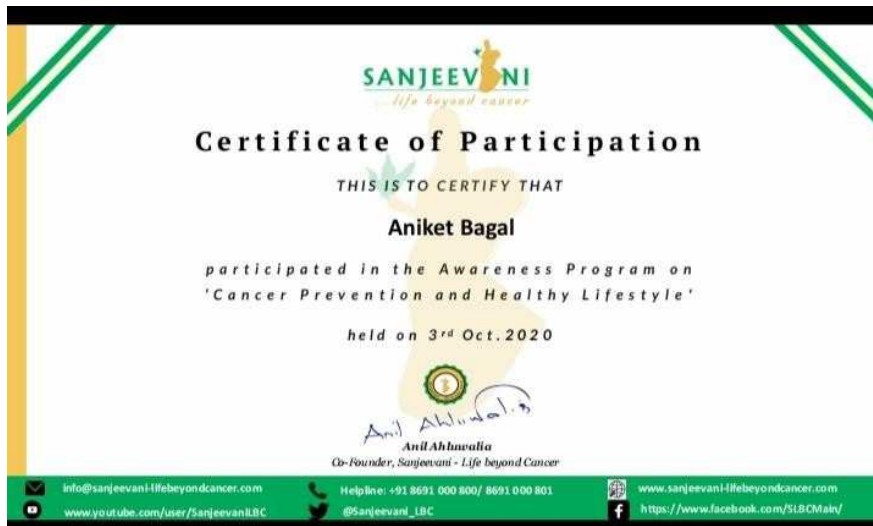 SANJEEVANI
...life beyond cancer
Certificate of Participation
THIS IS TO CERTIFY THAT
Aniket Bagal
participated in the Awareness Program on
'Cancer Prevention and Healthy Lifestyle'
held on 3rd Oct.2020
Anil Ahluwalia
Anil Ahluwalia
Co-Founder, Sanjeevani - Life beyond Cancer
info@sanjeevani-lifebeyondcancer.com
Helpline: +91 8691 000 800/ 8691 000 801
www.sanjeevani-lifebeyondcancer.com
www.youtube.com/user/SanjeevaniLBC
@Sanjeevani_LBC
https://www.facebook.com/SLBCMain/